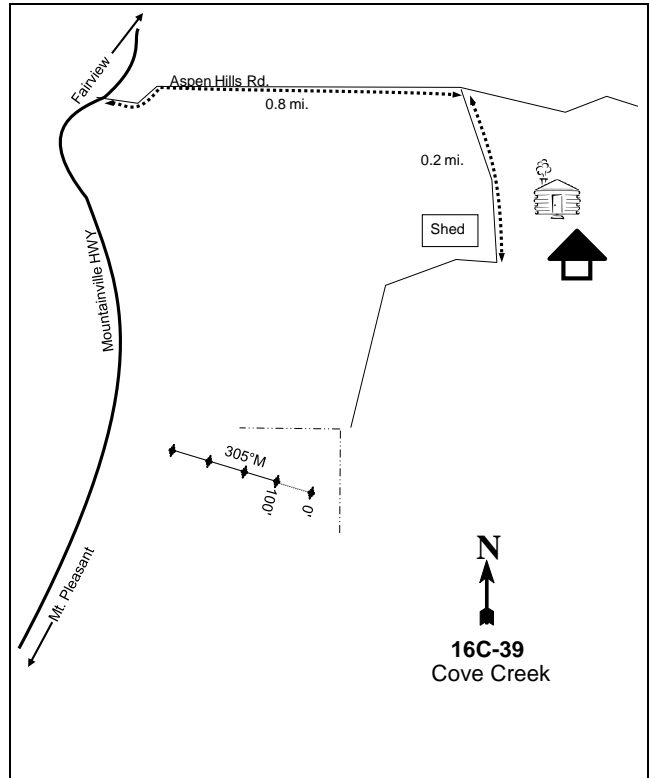 Fairview
Aspen Hills Rd.
0.8 mi.
0.2 mi.
Shed
Mountainville HWY
305°M
100'
0'
Mt. Pleasant
N
16C-39
Cove Creek